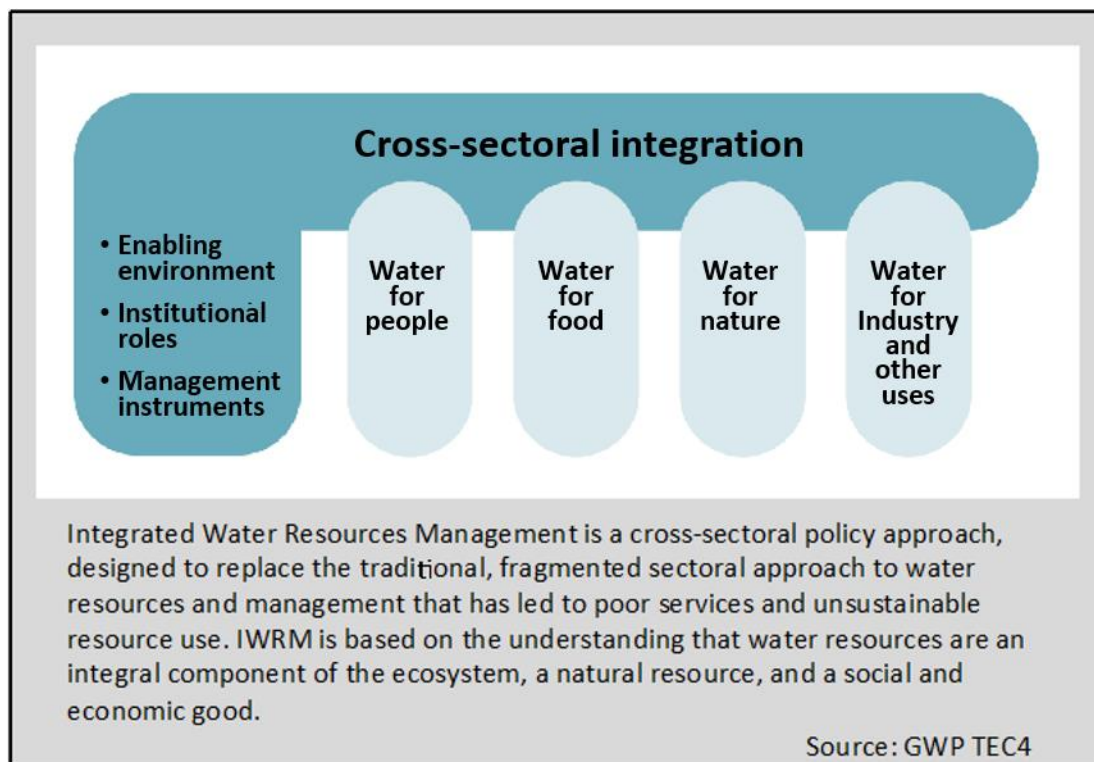 Cross-sectoral integration
• Enabling
environment
• Institutional
roles
• Management
instruments
Water
for
people
Water
for
food
Water
for
nature
Water
for
Industry
and
other
uses
Integrated Water Resources Management is a cross-sectoral policy approach,
designed to replace the traditional, fragmented sectoral approach to water
resources and management that has led to poor services and unsustainable
resource use. IWRM is based on the understanding that water resources are an
integral component of the ecosystem, a natural resource, and a social and
economic good.
Source: GWP TEC4